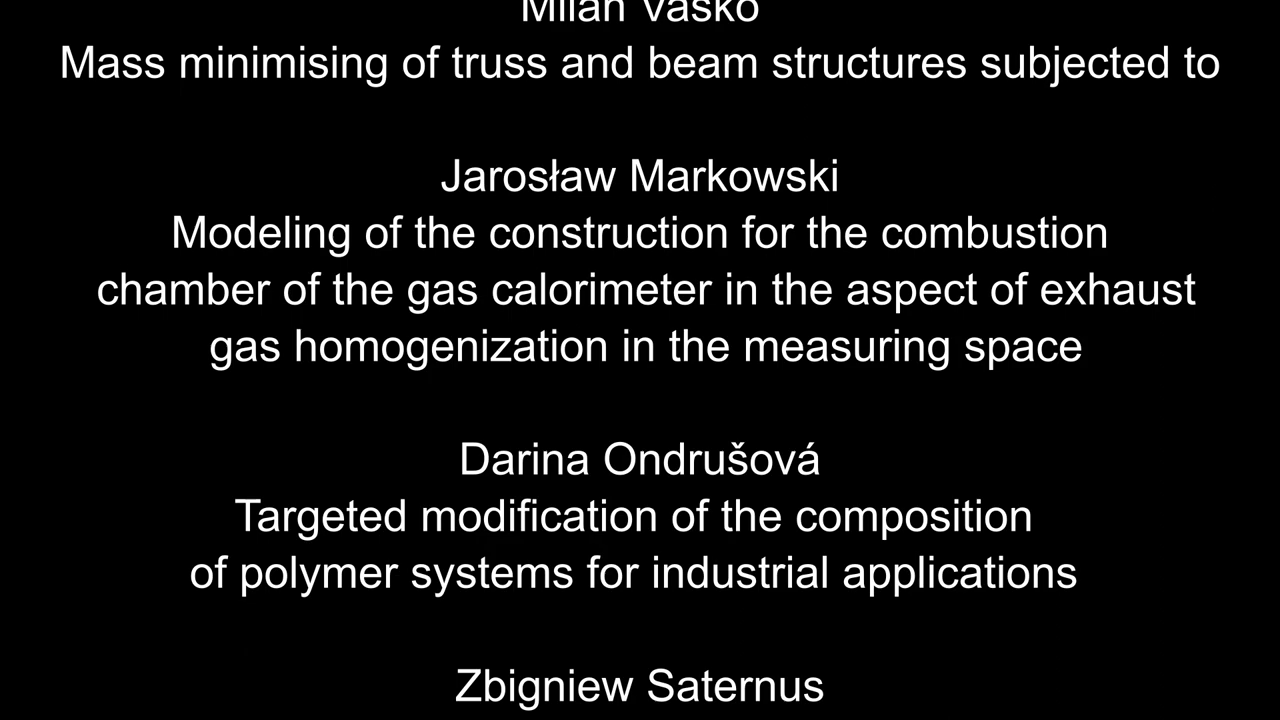 Milan Vaško
Mass minimising of truss and beam structures subjected to
Jarosław Markowski
Modeling of the construction for the combustion
chamber of the gas calorimeter in the aspect of exhaust
gas homogenization in the measuring space
Darina Ondrušová
Targeted modification of the composition
of polymer systems for industrial applications
Zbigniew Saternus